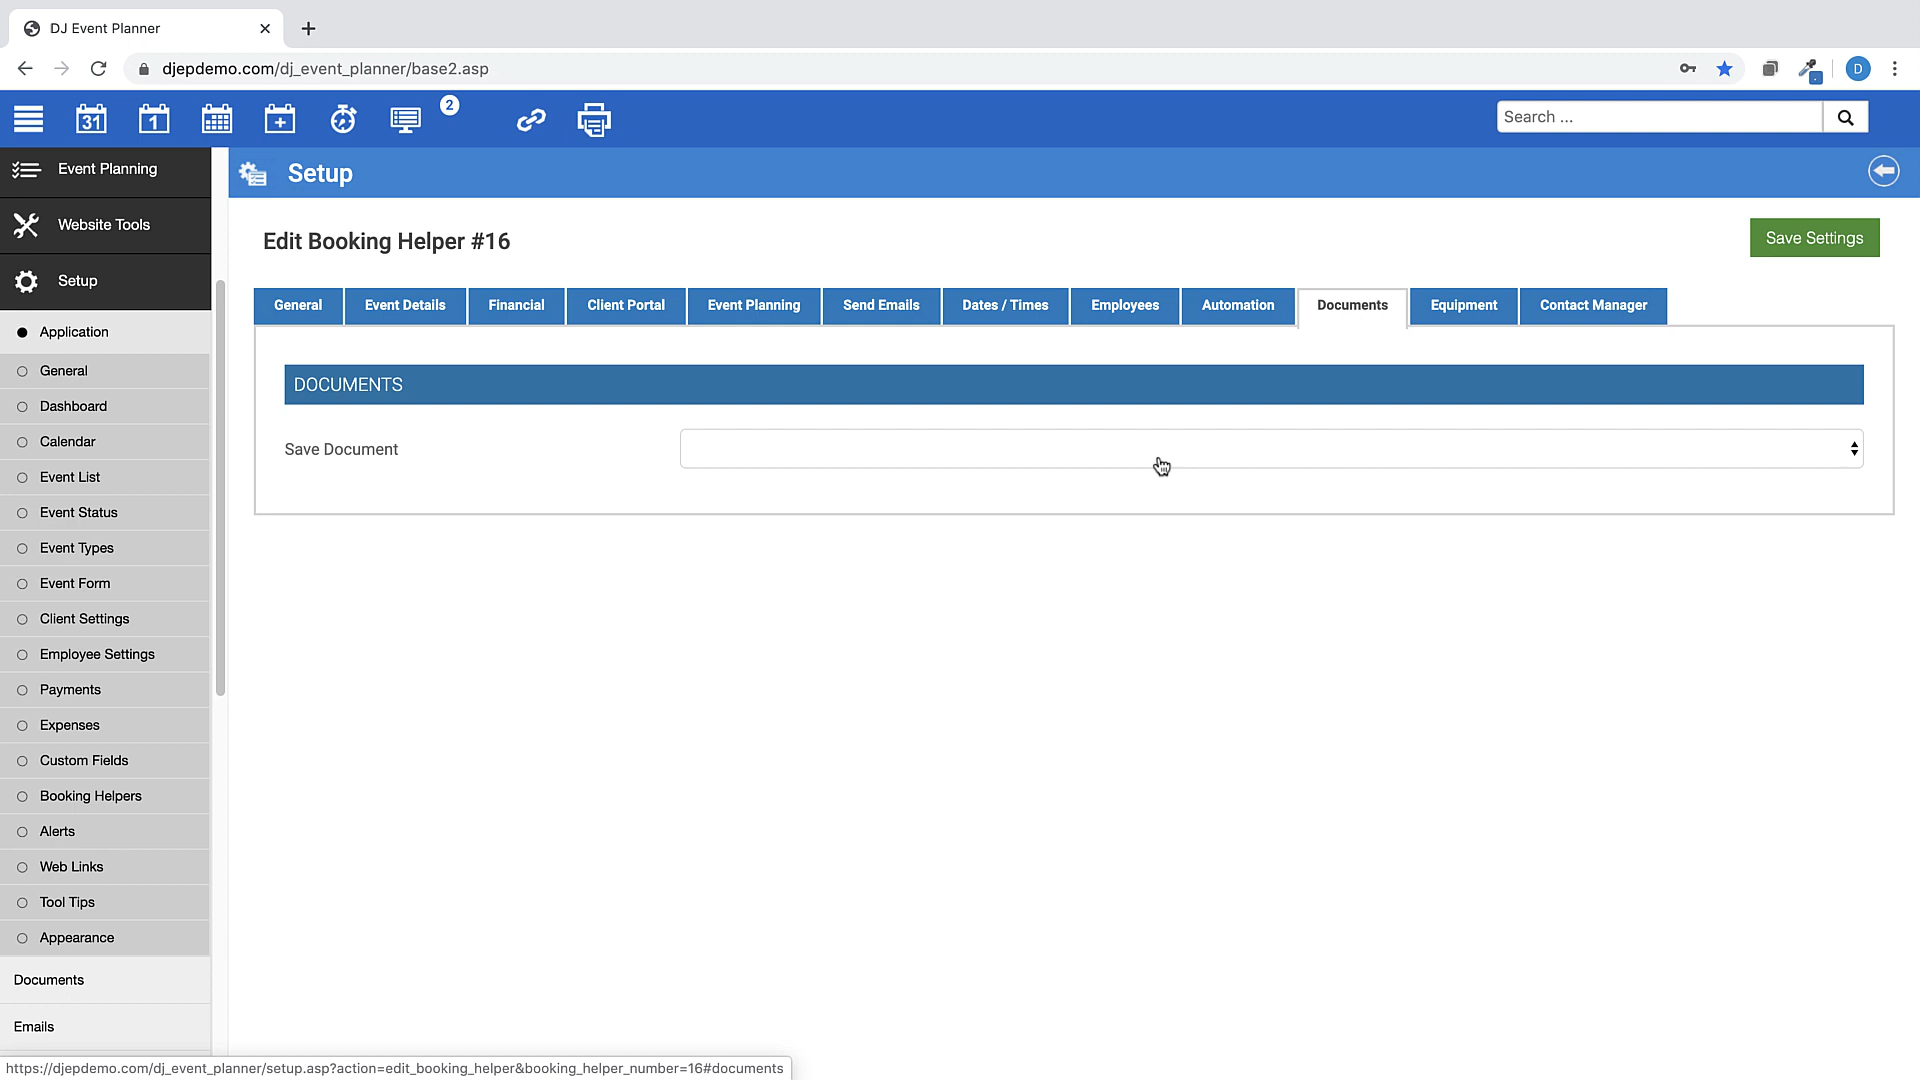 DJ Event Planner
djepdemo.com/dj_event_planner/base2.asp
D
31
1
2
Search ...
Event Planning
Website Tools
Setup
Application
General
Dashboard
Calendar
Event List
Event Status
Event Types
Event Form
Client Settings
Employee Settings
Payments
Expenses
Custom Fields
Booking Helpers
Alerts
Web Links
Tool Tips
Appearance
Documents
Emails
Setup
Edit Booking Helper #16
Save Settings
General Event Details Financial Client Portal Event Planning Send Emails Dates / Times Employees Automation Documents Equipment Contact Manager
DOCUMENTS
Save Document
https://djepdemo.com/dj_event_planner/setup.asp?action=edit_booking_helper&booking_helper_number=16#documents